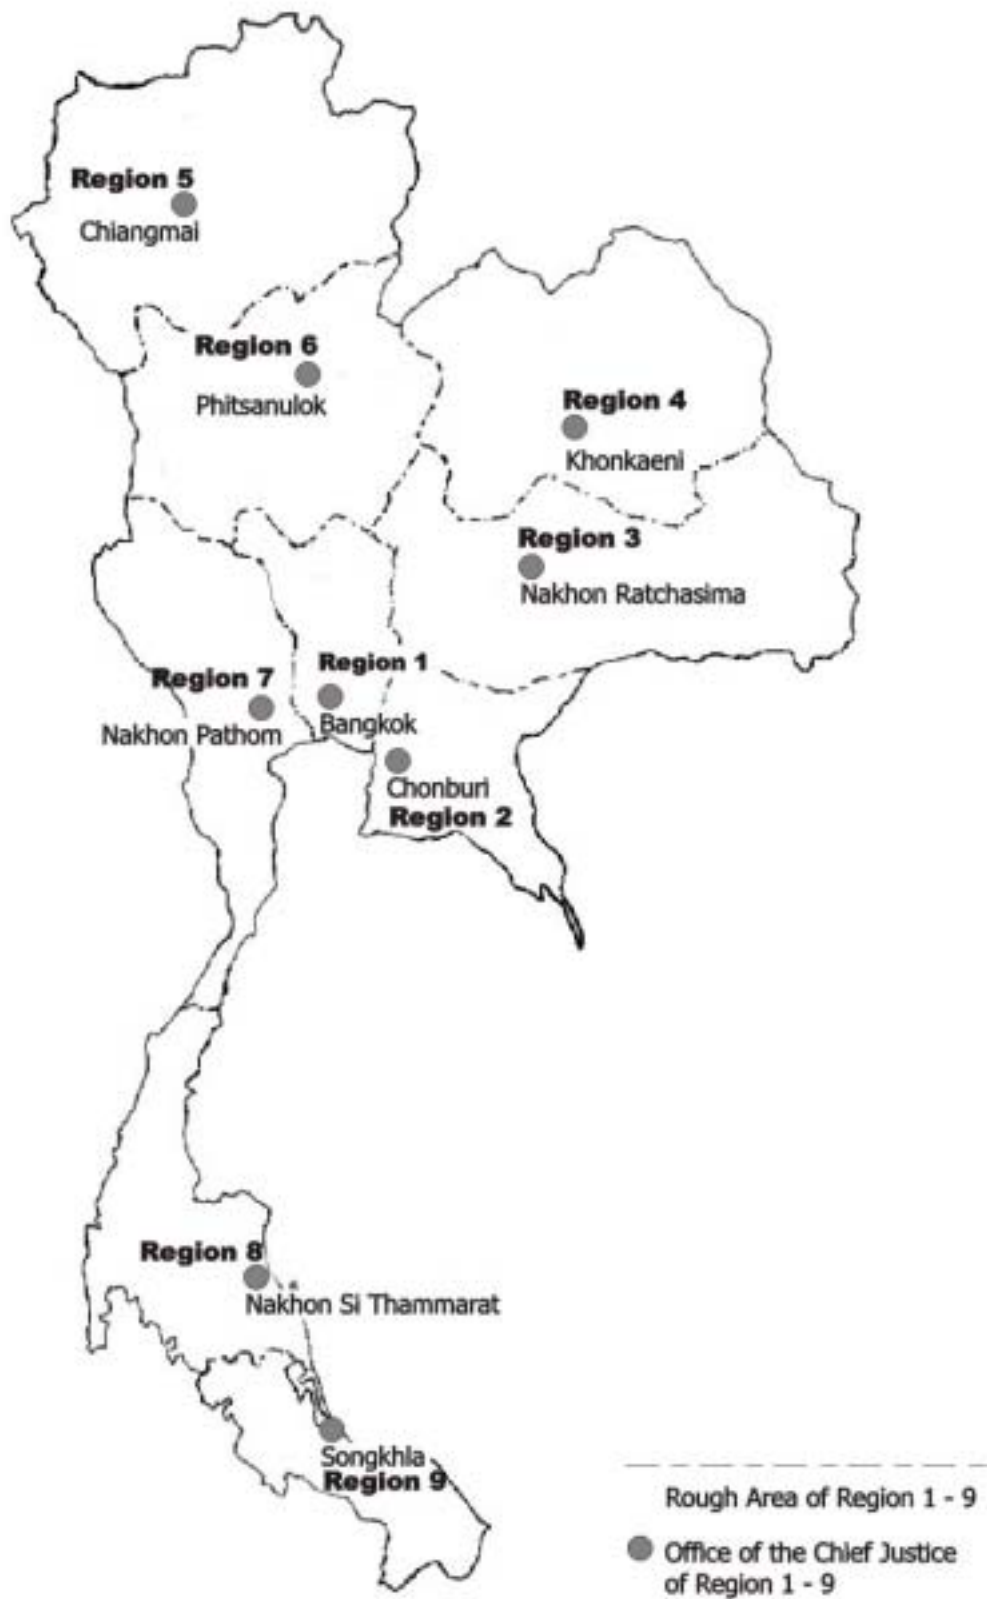 Region 5
Chiangmai
Region 6
Phitsanulok
Region 4
Khonkaeni
Region 3
Nakhon Ratchasima
Region 1
Bangkok
Region 7
Nakhon Pathom
Chonburi
Region 2
Region 8
Nakhon Si Thammarat
Songkhla
Region 9
Rough Area of Region 1 - 9
Office of the Chief Justice
of Region 1 - 9